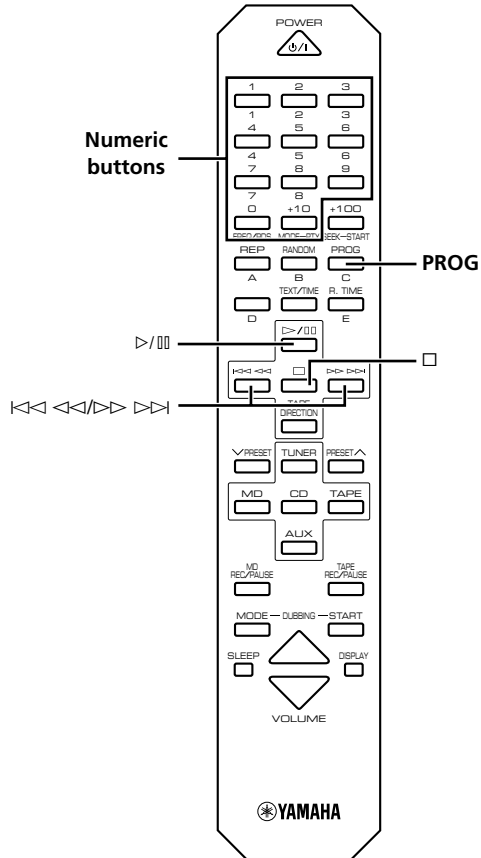 POWER
⏻/I
1 2 3
1 2 3
4 5 6
Numeric
buttons
4 5 6
7 8 9
7 8
0 +10 +100
FREQ/RDS MODE–PTY SEEK–START
REP RANDOM PROG
PROG
A B C
TEXT/TIME R. TIME
D E
▷/▯▯
▷/▯▯
|◁◁ ◁◁ □ ▷▷ ▷▷|
□
|◁◁ ◁◁/▷▷ ▷▷|
TAPE
DIRECTION
∨PRESET TUNER PRESET∧
MD CD TAPE
AUX
MD
REC/PAUSE
TAPE
REC/PAUSE
MODE – DUBBING – START
SLEEP DISPLAY
VOLUME
YAMAHA